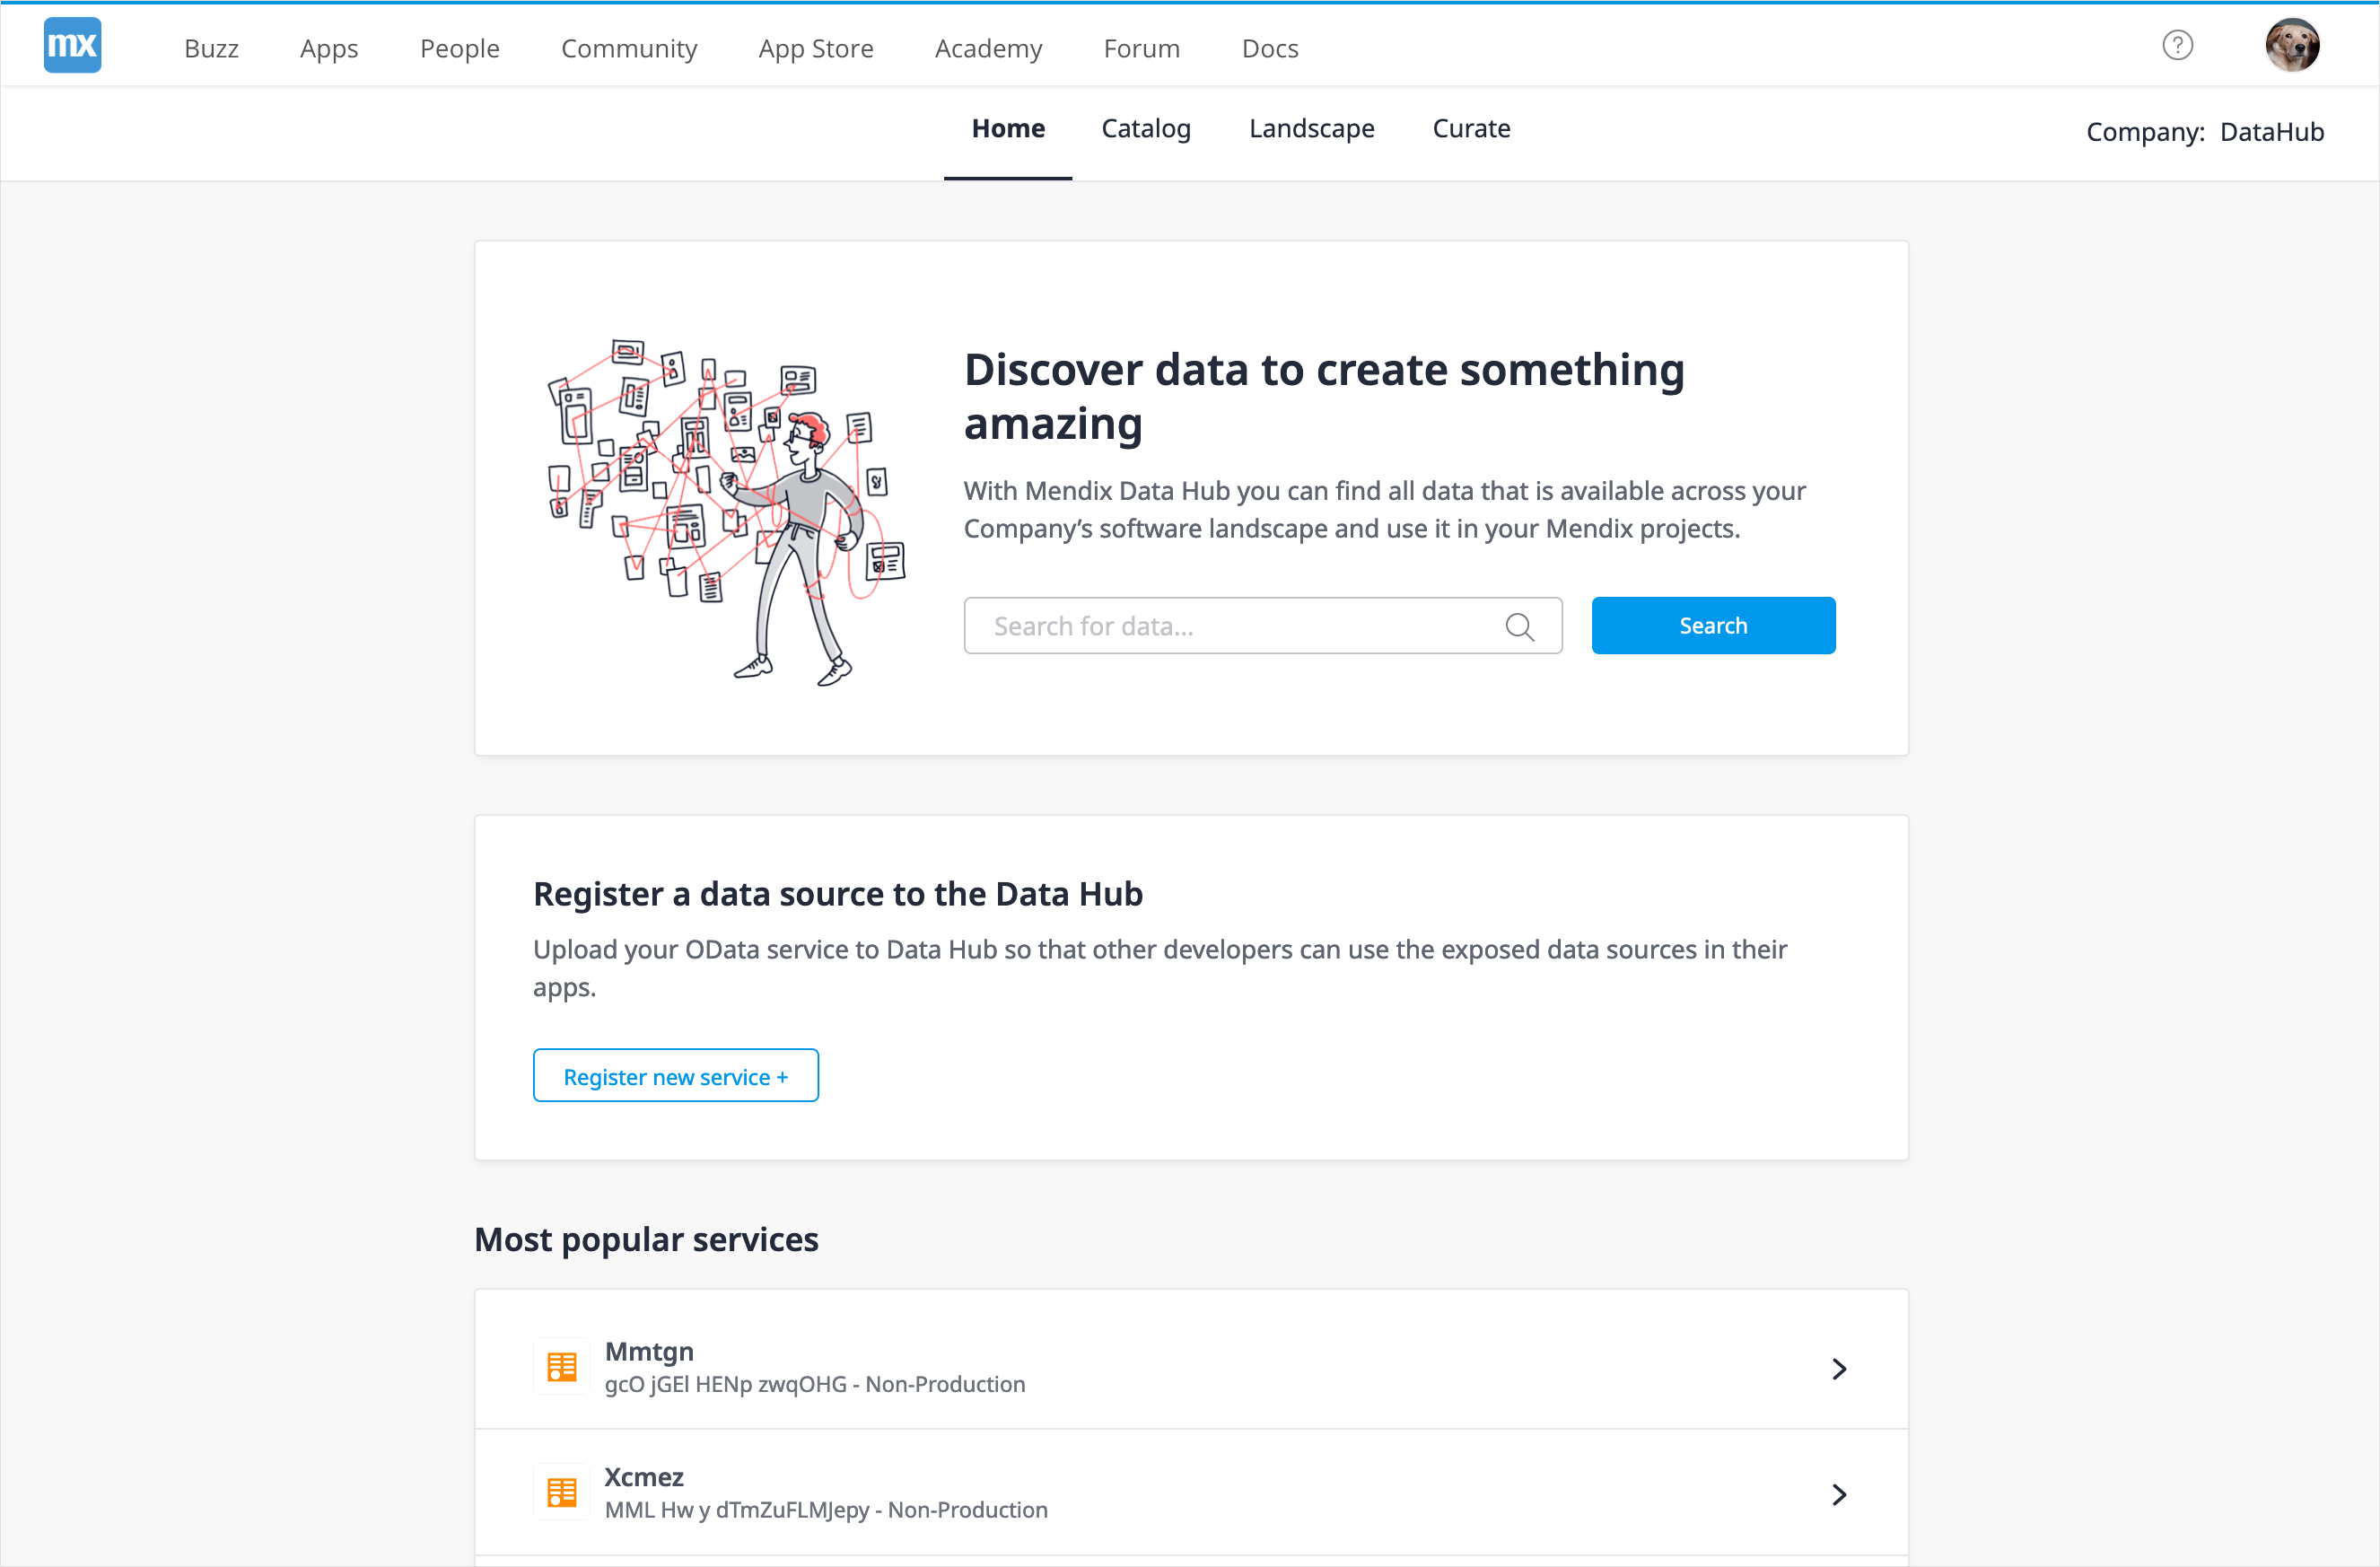 mx
Buzz Apps People Community App Store Academy Forum Docs
Home Catalog Landscape Curate
Company: DataHub
Discover data to create something
amazing
With Mendix Data Hub you can find all data that is available across your
Company’s software landscape and use it in your Mendix projects.
Search for data...
Search
Register a data source to the Data Hub
Upload your OData service to Data Hub so that other developers can use the exposed data sources in their
apps.
Register new service +
Most popular services
Mmtgn
gcO jGEl HENp zwqOHG - Non-Production
Xcmez
MML Hw y dTmZuFLMJepy - Non-Production